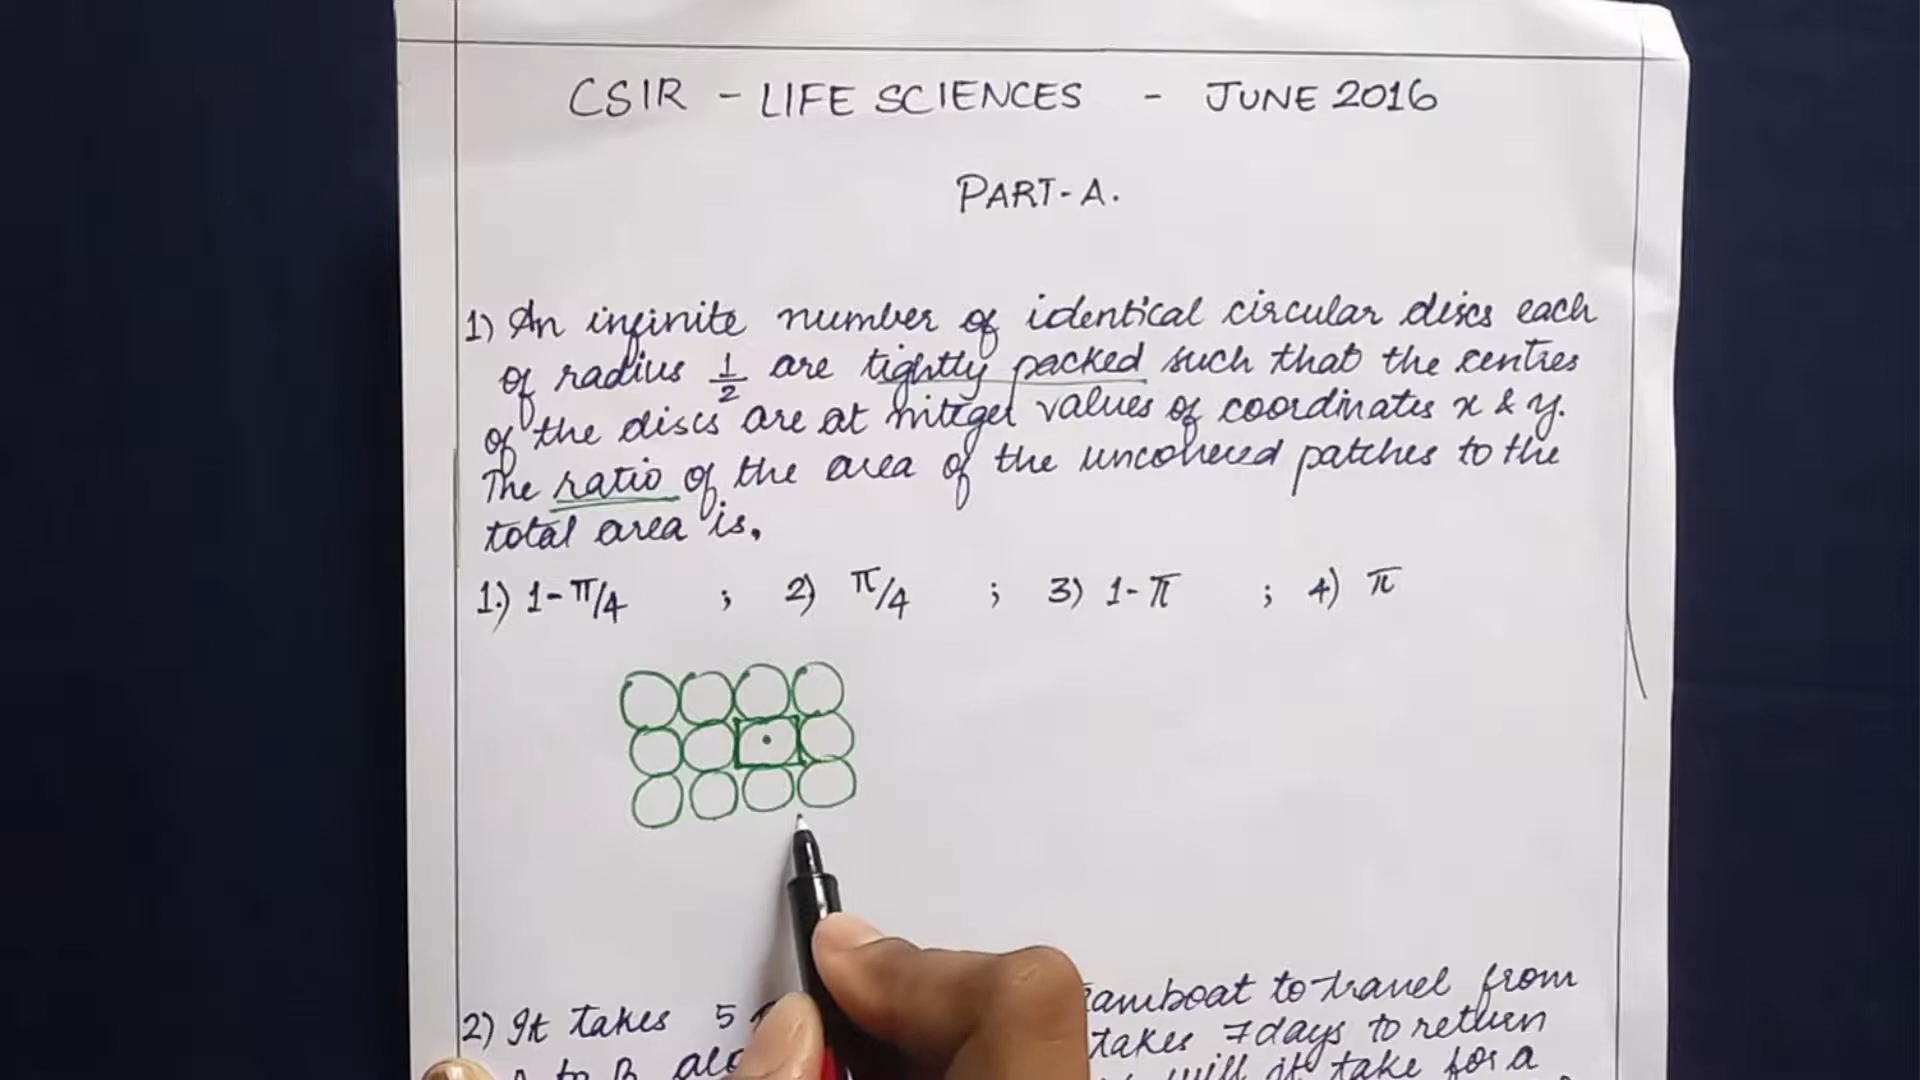 CSIR - LIFE SCIENCES - JUNE 2016
PART-A.
1) An infinite number of identical circular discs each
of radius 1/2 are tightly packed such that the centres
of the discs are at integer values of coordinates x & y.
The ratio of the area of the uncovered patches to the
total area is.
1.) 1-π/4 ; 2) π/4 ; 3) 1-π ; 4) π
2) It takes 5 to travel from
takes 7 days to return
A to B will it take for a